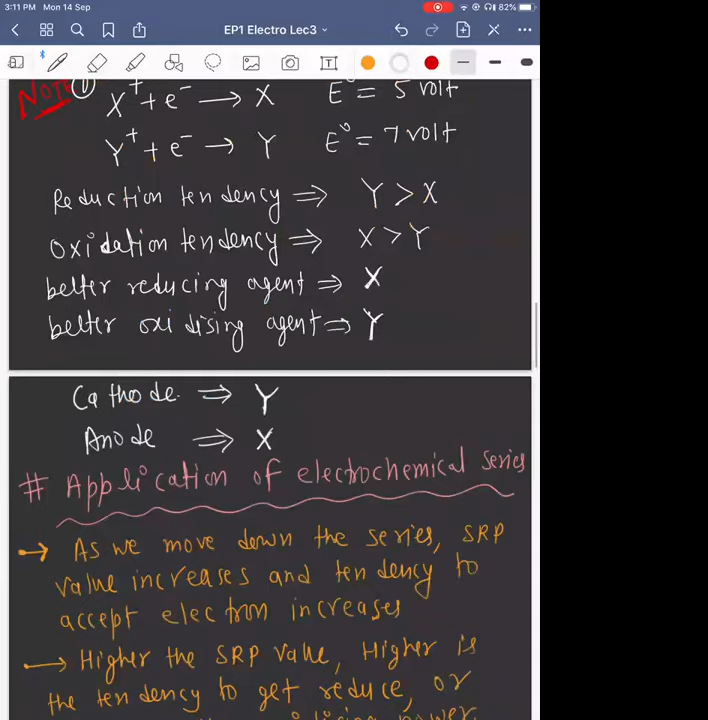 3:11 PM Mon 14 Sep
82%
EP1 Electro Lec3
NOTE ① X⁺ + e⁻ → X E° = 5 volt
Y⁺ + e⁻ → Y E° = 7 volt
Reduction tendency ⇒ Y > X
Oxidation tendency ⇒ X > Y
better reducing agent ⇒ X
better oxidising agent ⇒ Y
Cathode ⇒ Y
Anode ⇒ X
# Application of electrochemical series
→ As we move down the series, SRP
value increases and tendency to
accept electron increases
→ Higher the SRP value, Higher is
the tendency to get reduce, or
power